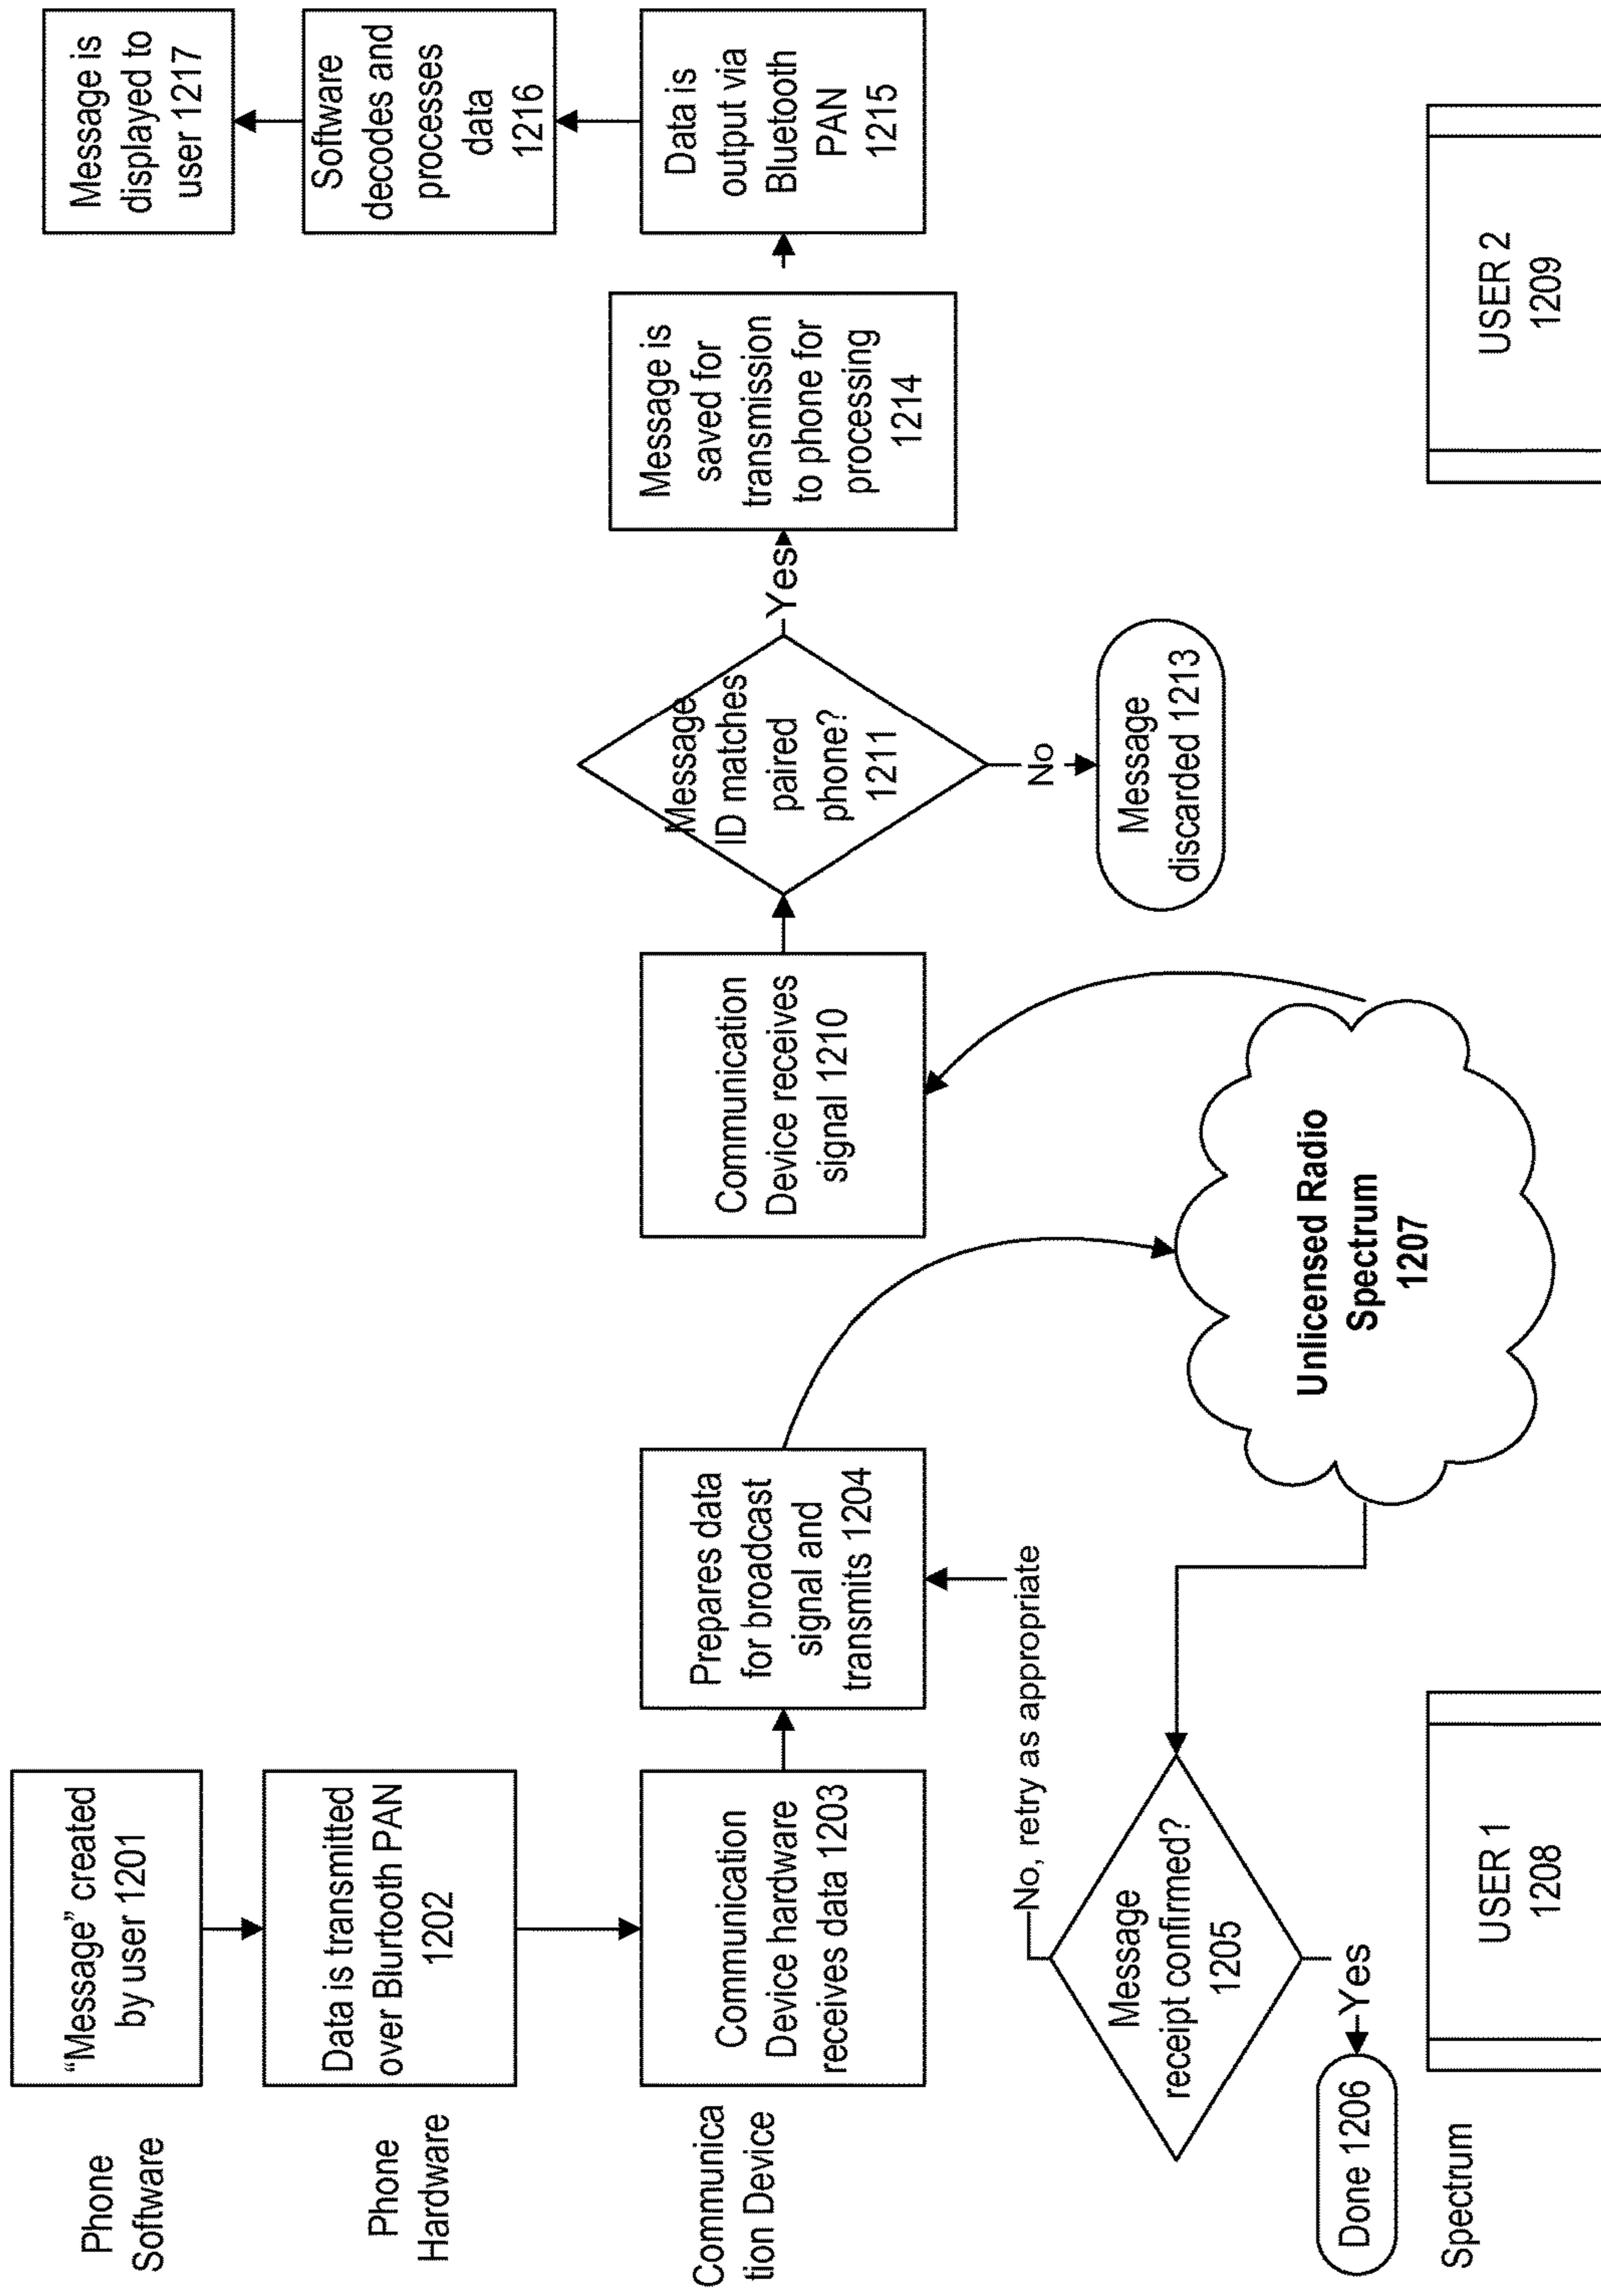 Phone
Software
“Message” created
by user 1201
Message is
displayed to
user 1217
Phone
Hardware
Data is transmitted
over Blurtooth PAN
1202
Software
decodes and
processes
data
1216
Communica
tion Device
Communication
Device hardware
receives data 1203
Prepares data
for broadcast
signal and
transmits 1204
Communication
Device receives
signal 1210
Message
ID matches
paired
phone?
1211
Yes
Message is
saved for
transmission
to phone for
processing
1214
Data is
output via
Bluetooth
PAN
1215
No, retry as appropriate
No
Message
receipt confirmed?
1205
Message
discarded 1213
Yes
Done 1206
Unlicensed Radio
Spectrum
1207
Spectrum
USER 1
1208
USER 2
1209